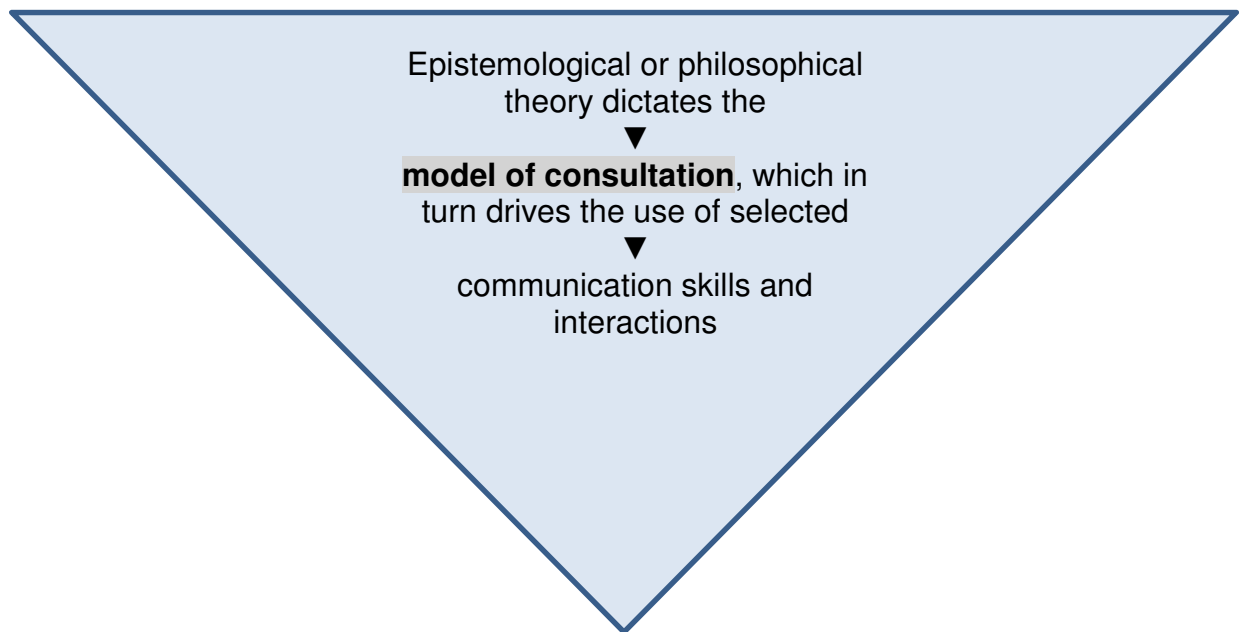 Epistemological or philosophical
theory dictates the
▼
model of consultation, which in
turn drives the use of selected
▼
communication skills and
interactions